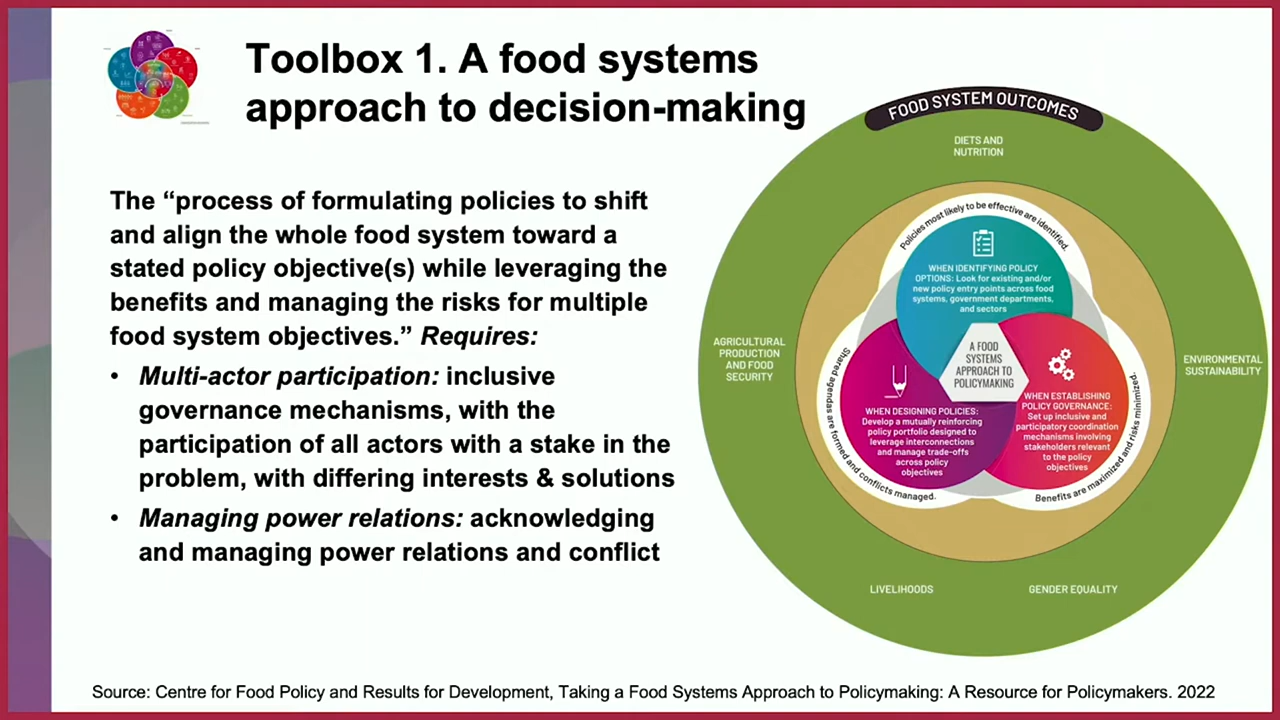 Toolbox 1. A food systems
approach to decision-making
The “process of formulating policies to shift
and align the whole food system toward a
stated policy objective(s) while leveraging the
benefits and managing the risks for multiple
food system objectives.” Requires:
• Multi-actor participation: inclusive
governance mechanisms, with the
participation of all actors with a stake in the
problem, with differing interests & solutions
• Managing power relations: acknowledging
and managing power relations and conflict
FOOD SYSTEM OUTCOMES
DIETS AND
NUTRITION
AGRICULTURAL
PRODUCTION
AND FOOD
SECURITY
ENVIRONMENTAL
SUSTAINABILITY
LIVELIHOODS
GENDER EQUALITY
Policies most likely to be effective are identified.
WHEN IDENTIFYING POLICY
OPTIONS: Look for existing and/or
new policy entry points across food
systems, government departments,
and sectors
A FOOD
SYSTEMS
APPROACH TO
POLICYMAKING
Shared agendas are formed and conflicts managed.
WHEN DESIGNING POLICIES:
Develop a mutually reinforcing
policy portfolio designed to
leverage interconnections
and manage trade-offs
across policy
objectives
WHEN ESTABLISHING
POLICY GOVERNANCE:
Set up inclusive and
participatory coordination
mechanisms involving
stakeholders relevant
to the policy
objectives
Benefits are maximized and risks minimized.
Source: Centre for Food Policy and Results for Development, Taking a Food Systems Approach to Policymaking: A Resource for Policymakers. 2022